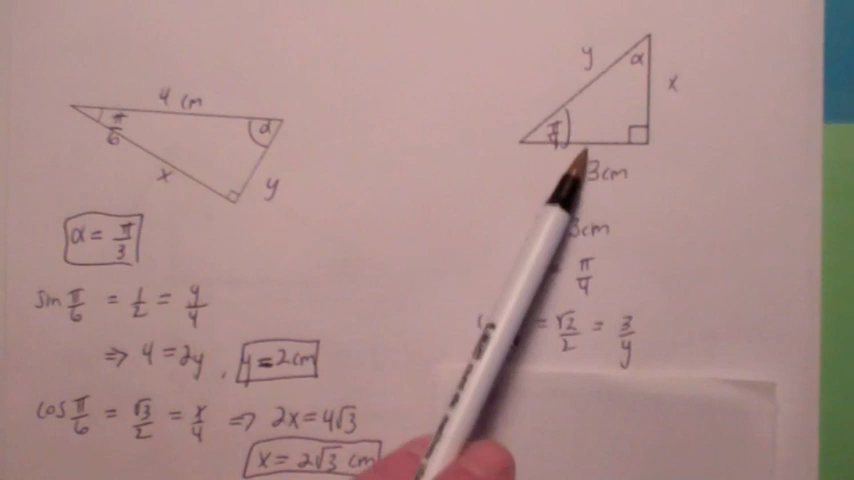 4 cm
π/6
α
x
y
α = π/3
sin π/6 = 1/2 = y/4
⇒ 4 = 2y , y = 2cm
cos π/6 = √3/2 = x/4 ⇒ 2x = 4√3
x = 2√3 cm
y
α
x
π/4
3cm
3cm
= π/4
= √2/2 = 3/y